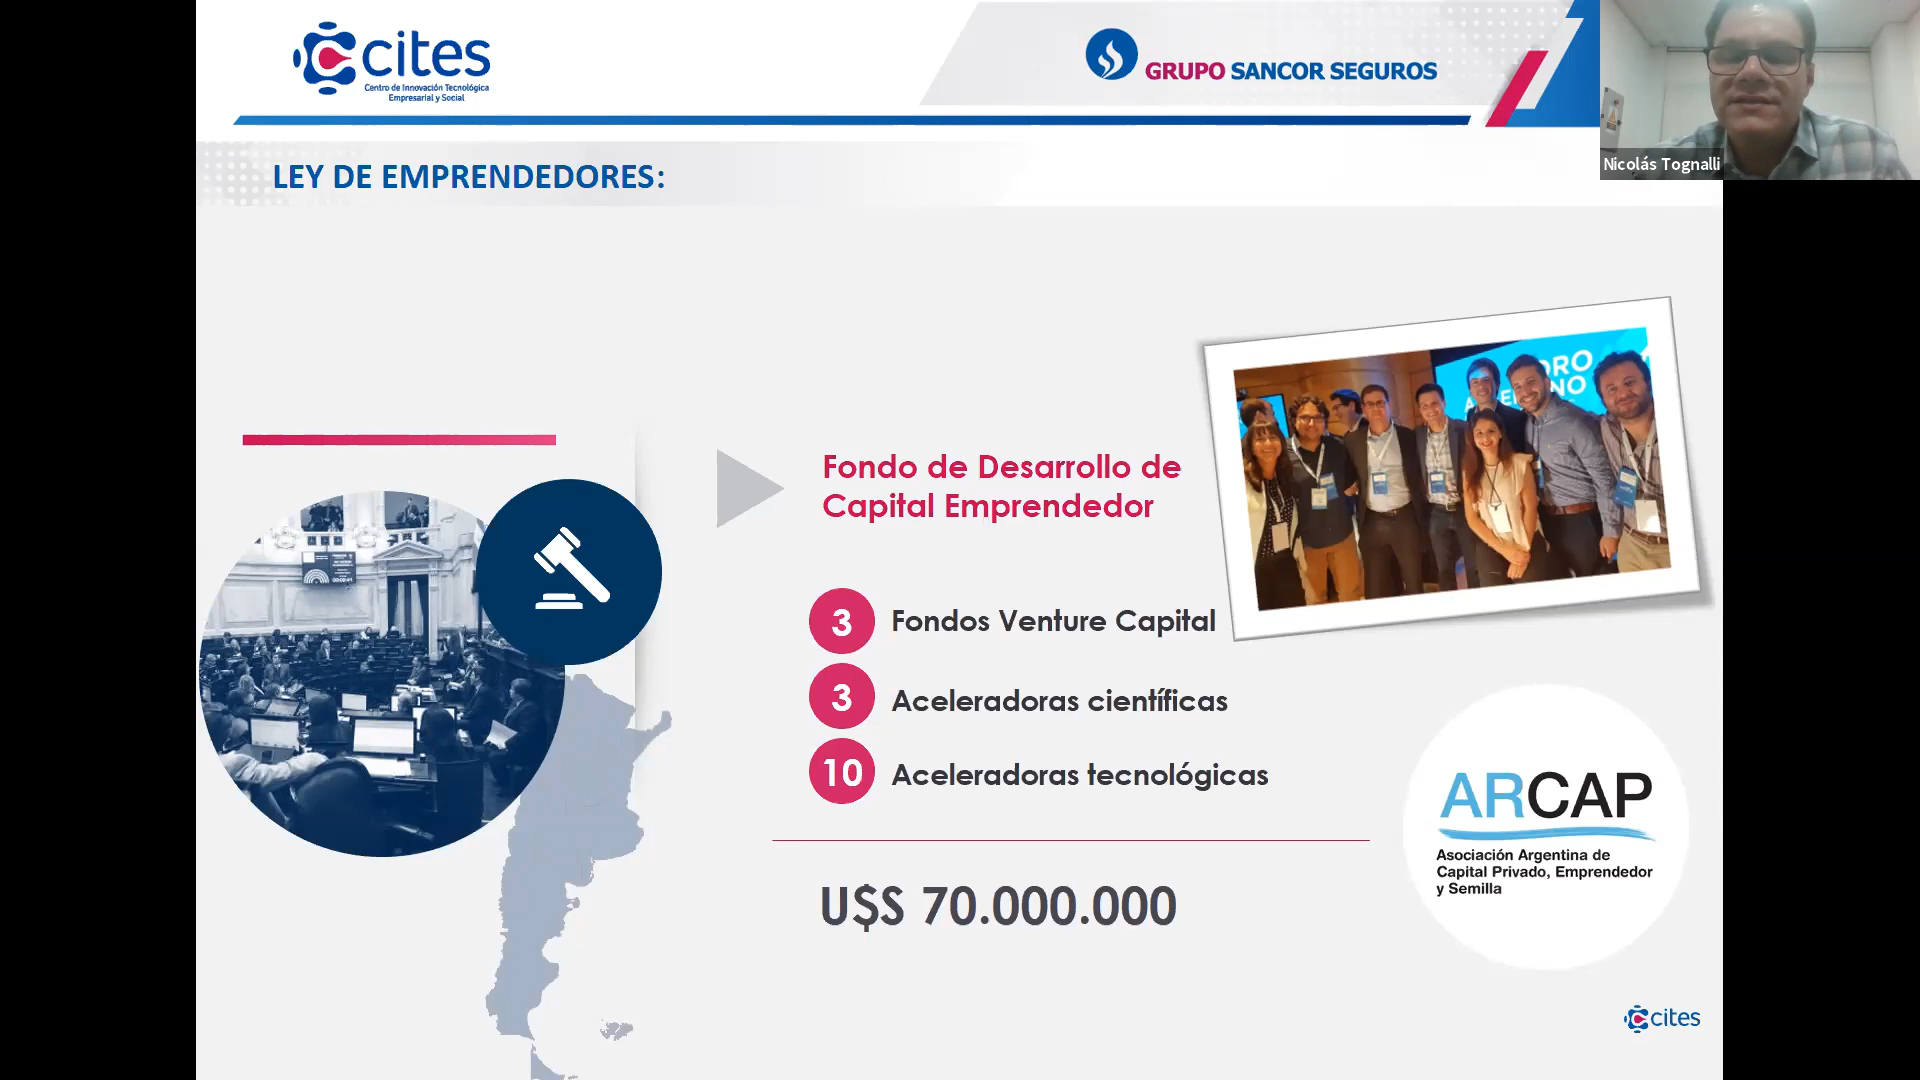 cites
Centro de Innovación Tecnológica
Empresarial y Social
GRUPO SANCOR SEGUROS
Nicolás Tognalli
LEY DE EMPRENDEDORES:
Fondo de Desarrollo de
Capital Emprendedor
3 Fondos Venture Capital
3 Aceleradoras científicas
10 Aceleradoras tecnológicas
U$S 70.000.000
ARCAP
Asociación Argentina de
Capital Privado, Emprendedor
y Semilla
cites